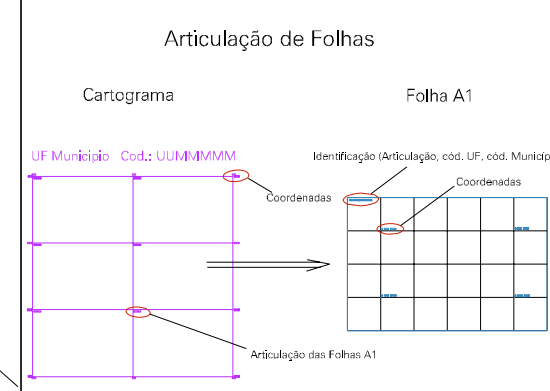 Articulação de Folhas
Cartograma
Folha A1
UF Municipio Cod.: UUMMMMM
Identificação (Articulação, cód. UF, cód. Municíp
Coordenadas
Coordenadas
Articulação das Folhas A1